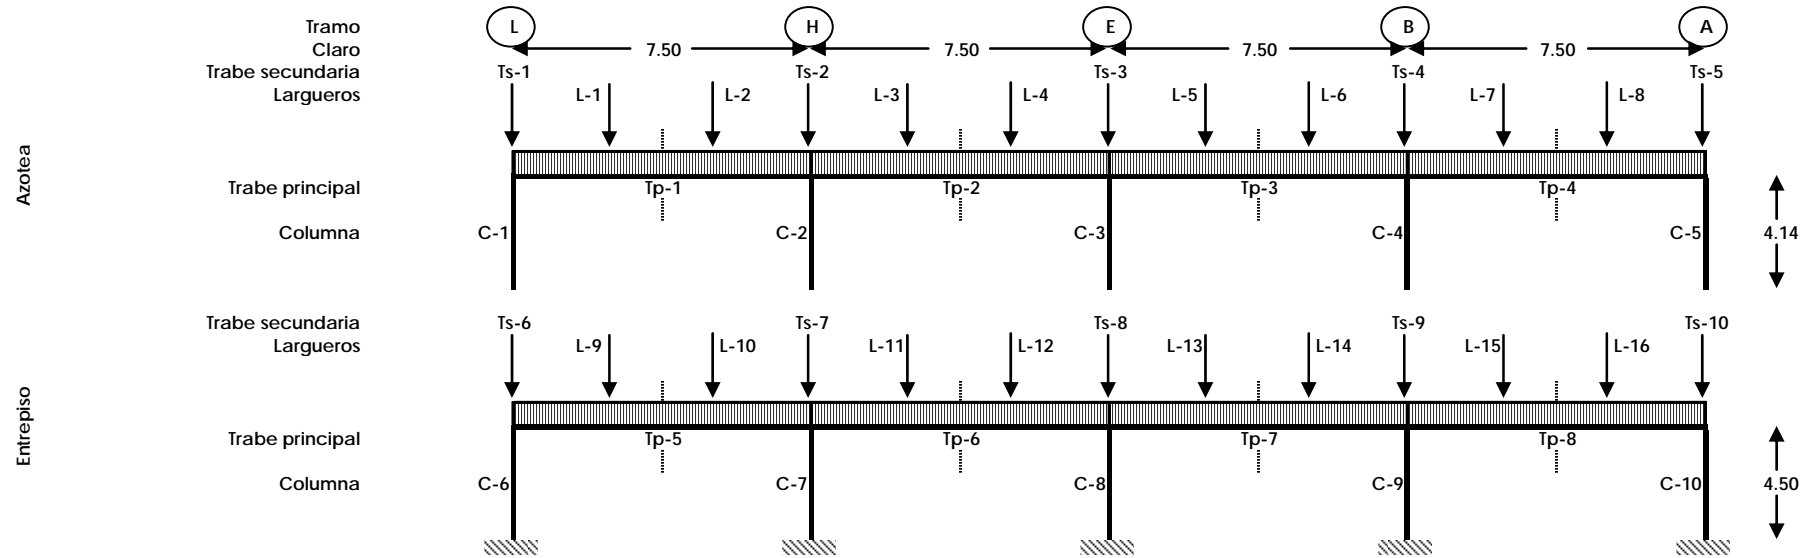 Tramo L H E B A
Claro 7.50 7.50 7.50 7.50
Trabe secundaria Ts-1 Ts-2 Ts-3 Ts-4 Ts-5
Largueros L-1 L-2 L-3 L-4 L-5 L-6 L-7 L-8
Azotea
Trabe principal Tp-1 Tp-2 Tp-3 Tp-4
Columna C-1 C-2 C-3 C-4 C-5 4.14
Trabe secundaria Ts-6 Ts-7 Ts-8 Ts-9 Ts-10
Largueros L-9 L-10 L-11 L-12 L-13 L-14 L-15 L-16
Entrepiso
Trabe principal Tp-5 Tp-6 Tp-7 Tp-8
Columna C-6 C-7 C-8 C-9 C-10 4.50